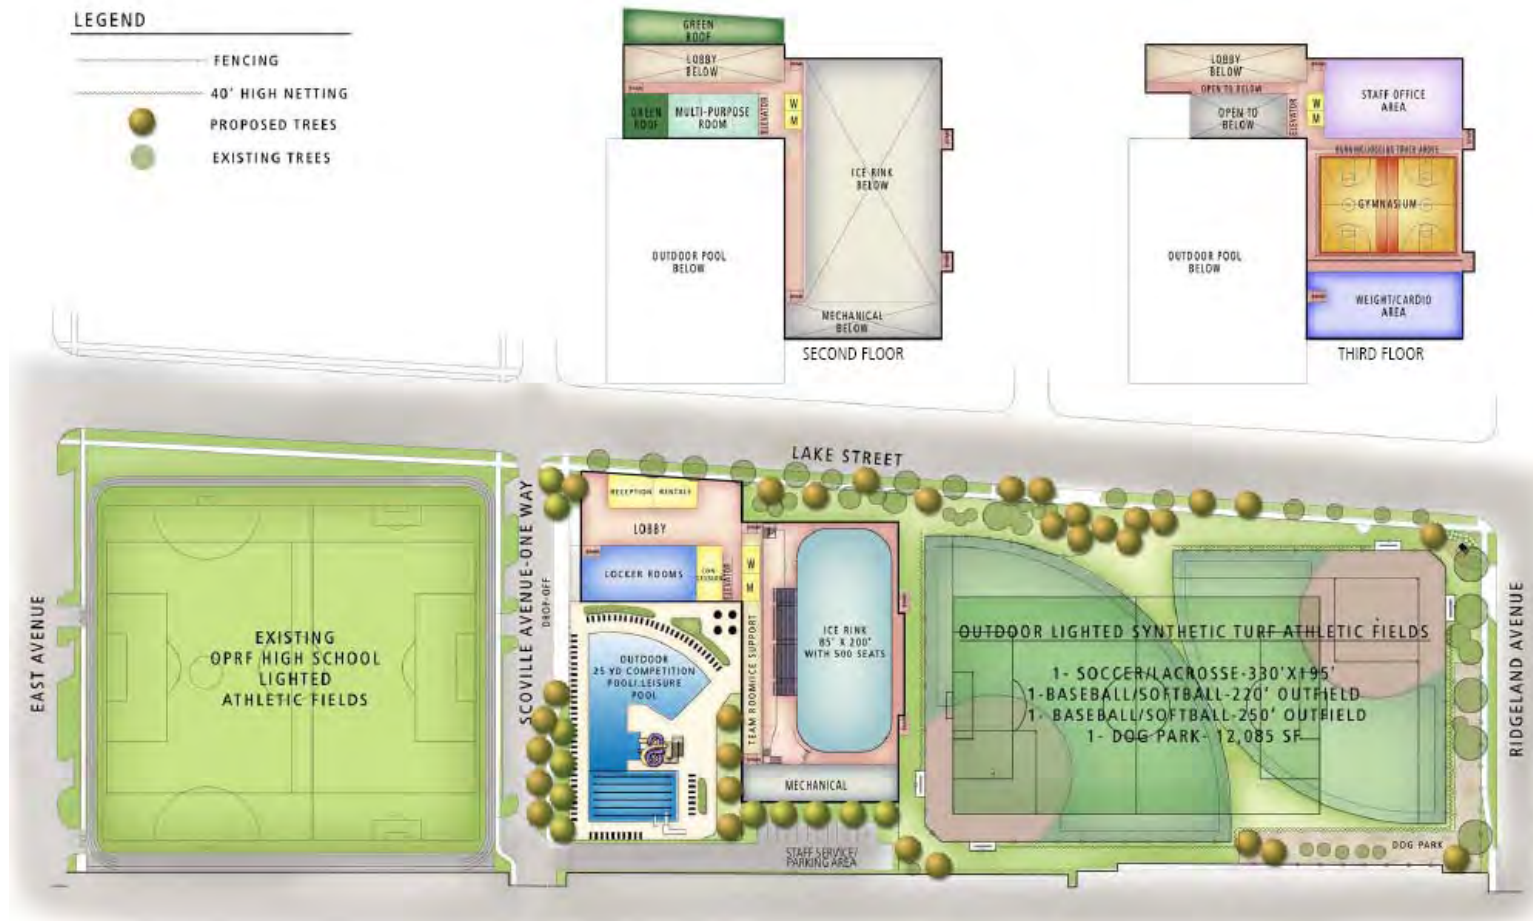 LEGEND
FENCING
40' HIGH NETTING
PROPOSED TREES
EXISTING TREES
GREEN
ROOF
LOBBY
BELOW
GREEN
ROOF
MULTI-PURPOSE
ROOM
ELEVATOR
W
M
ICE RINK
BELOW
OUTDOOR POOL
BELOW
MECHANICAL
BELOW
SECOND FLOOR
LOBBY
BELOW
OPEN TO BELOW
OPEN TO
BELOW
ELEVATOR
W
M
STAFF OFFICE
AREA
RUNNING/JOGGING TRACK ABOVE
GYMNASIUM
OUTDOOR POOL
BELOW
WEIGHT/CARDIO
AREA
THIRD FLOOR
LAKE STREET
EAST AVENUE
EXISTING
OPRF HIGH SCHOOL
LIGHTED
ATHLETIC FIELDS
SCOVILLE AVENUE-ONE WAY
DROP-OFF
RECEPTION
RENTALS
LOBBY
LOCKER ROOMS
ELEVATOR
W
M
OUTDOOR
25 YD COMPETITION
POOL/LEISURE
POOL
TEAM ROOM/ICE SUPPORT
ICE RINK
85' X 200'
WITH 500 SEATS
MECHANICAL
STAFF SERVICE/
PARKING AREA
OUTDOOR LIGHTED SYNTHETIC TURF ATHLETIC FIELDS
1- SOCCER/LACROSSE-330'X195'
1-BASEBALL/SOFTBALL-220' OUTFIELD
1- BASEBALL/SOFTBALL-250' OUTFIELD
1- DOG PARK- 12,085 SF
DOG PARK
RIDGELAND AVENUE